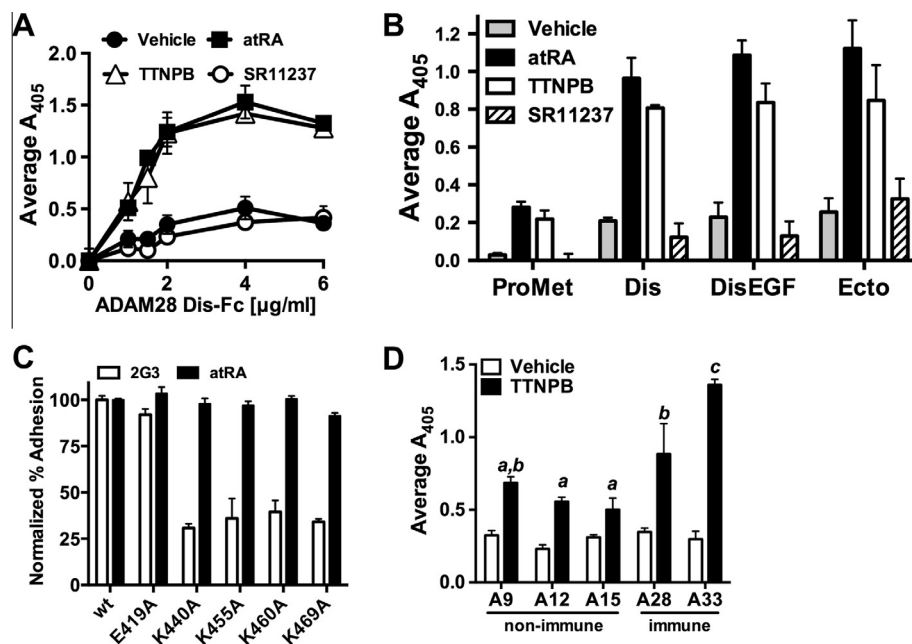 A
Vehicle atRA
TTNPB SR11237
Average A405
1.5
1.0
0.5
0.0
0 2 4 6
ADAM28 Dis-Fc [µg/ml]
B
Vehicle
atRA
TTNPB
SR11237
Average A405
1.2
1.0
0.8
0.6
0.4
0.2
0.0
ProMet Dis DisEGF Ecto
C
2G3 atRA
Normalized % Adhesion
100
75
50
25
0
wt E419A K440A K455A K460A K469A
D
Vehicle
TTNPB
Average A405
1.5
1.0
0.5
0.0
a,b a a b c
A9 A12 A15 A28 A33
non-immune immune